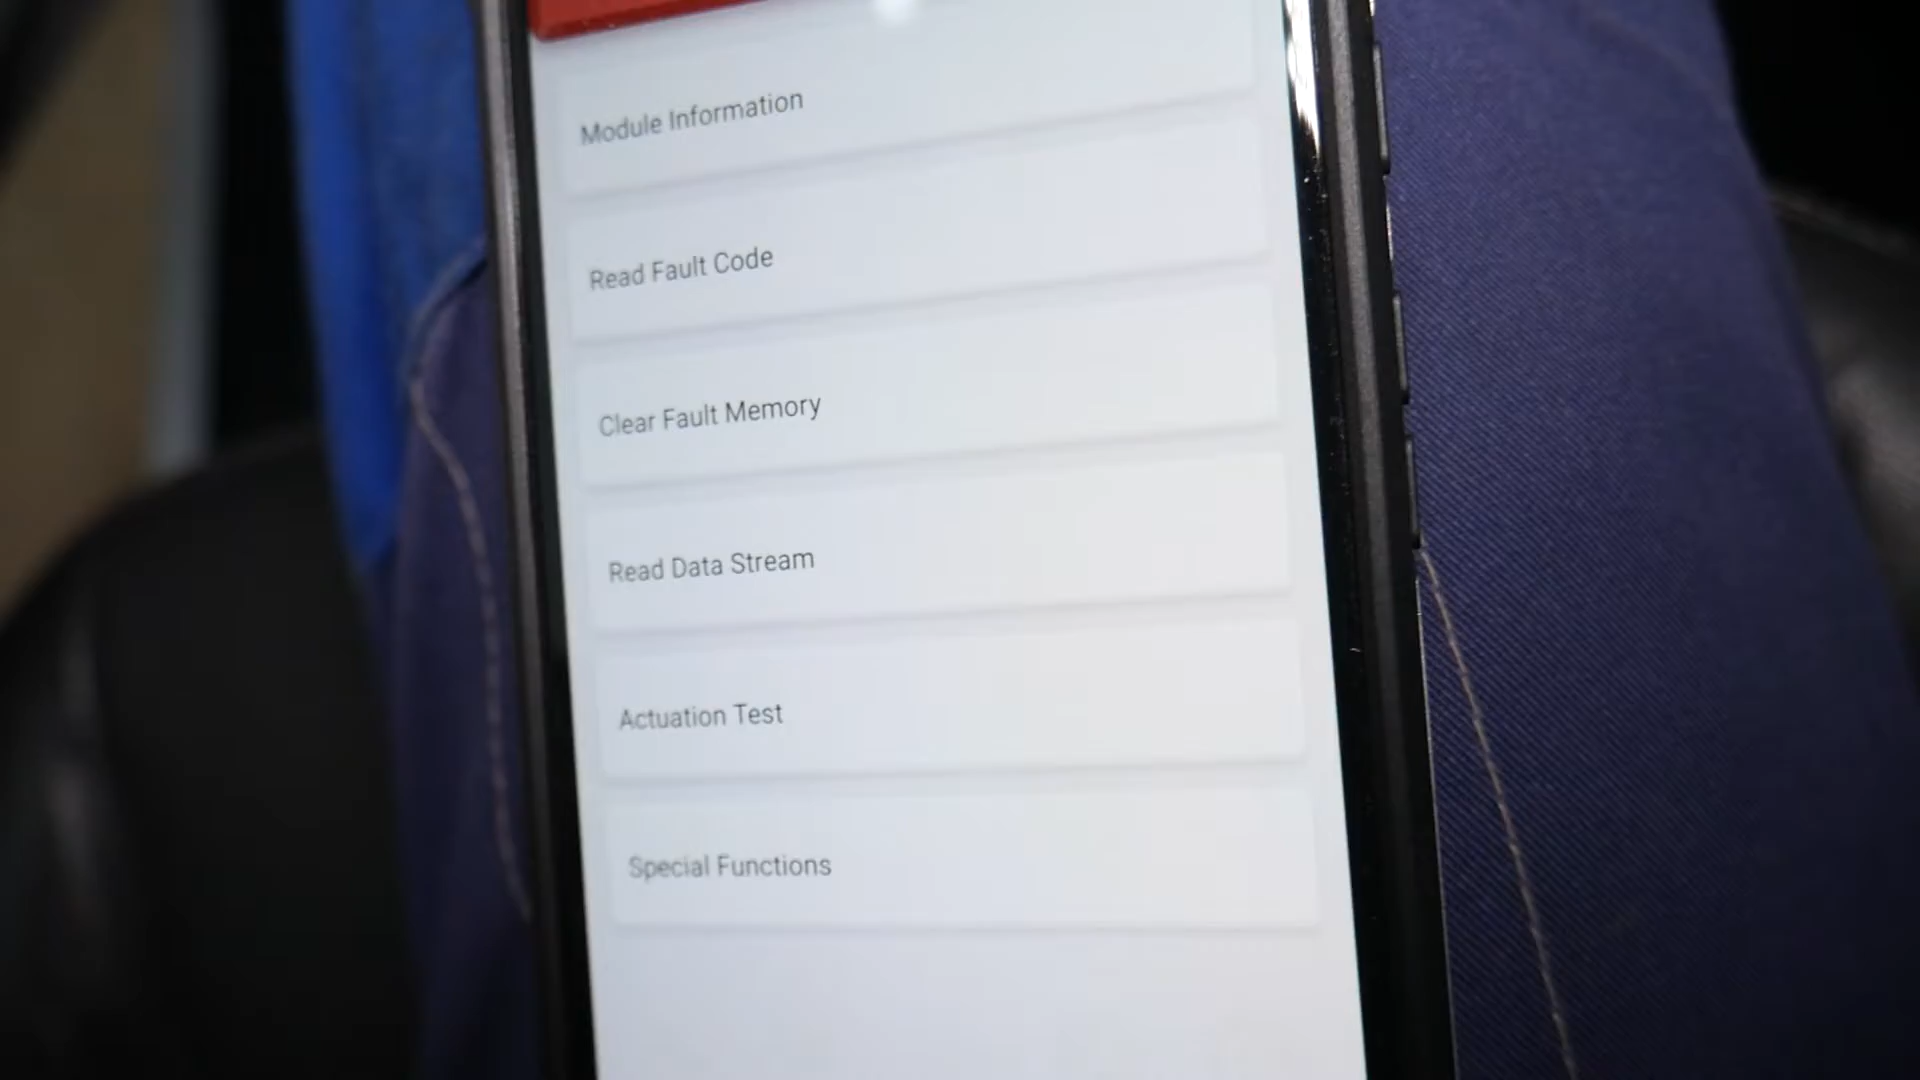 Module Information
Read Fault Code
Clear Fault Memory
Read Data Stream
Actuation Test
Special Functions